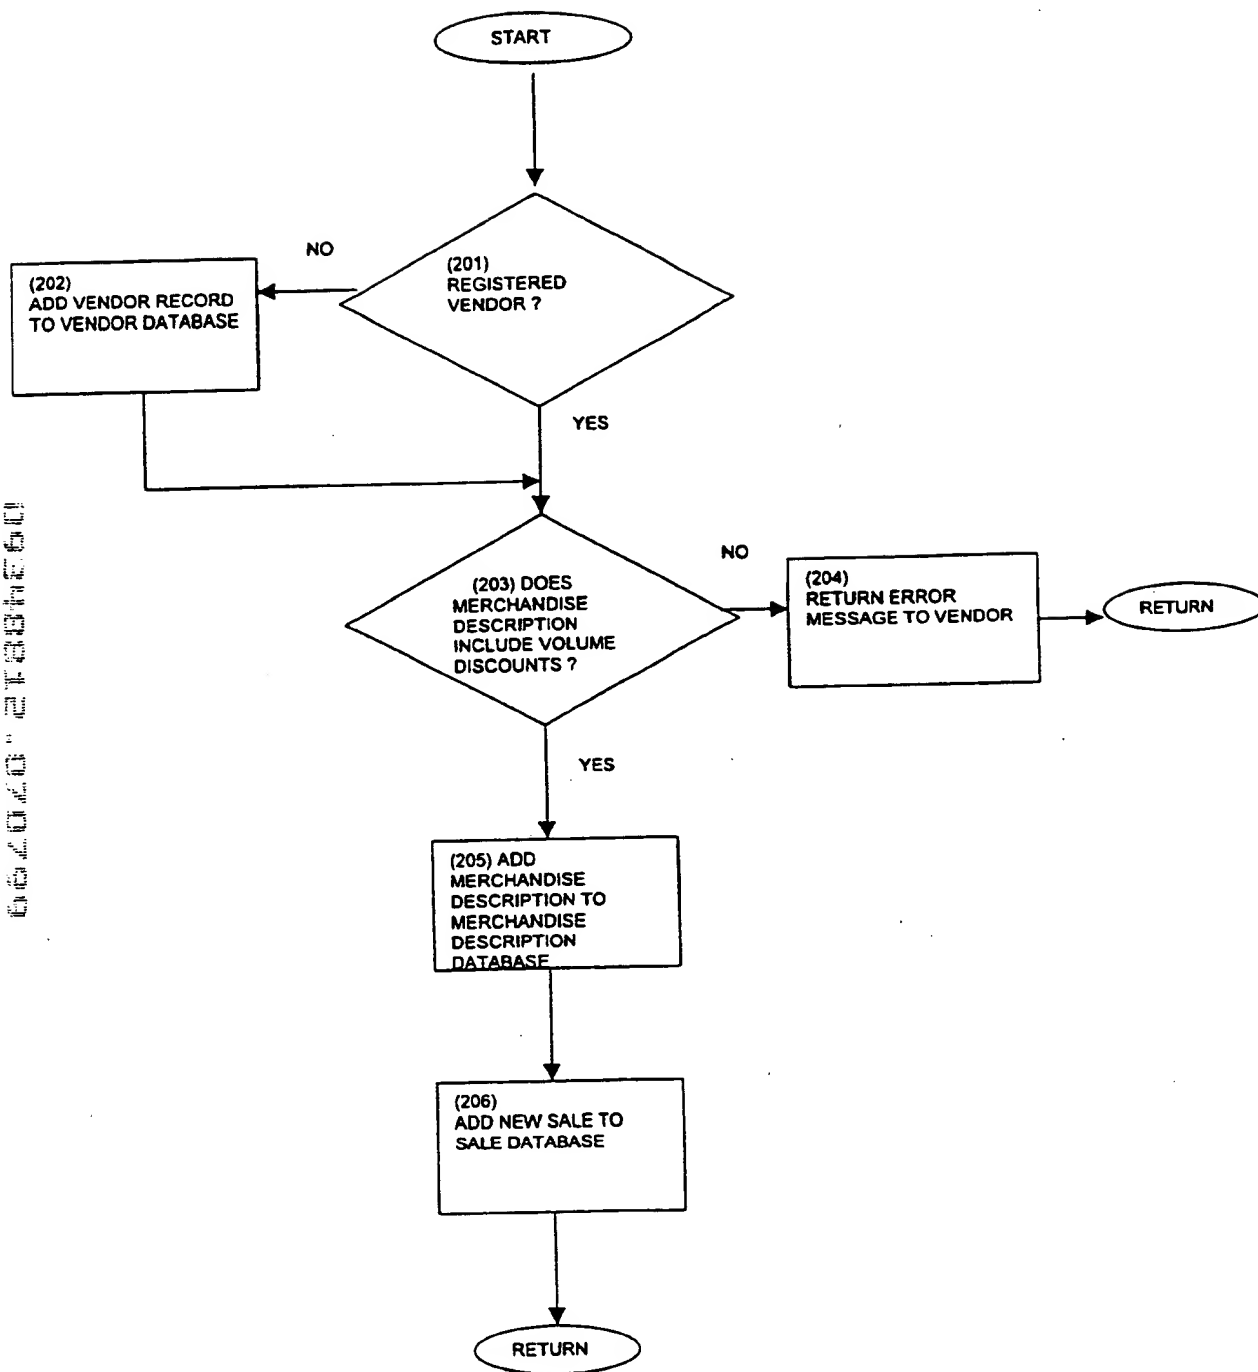 START
NO
(201)
REGISTERED
VENDOR ?
(202)
ADD VENDOR RECORD
TO VENDOR DATABASE
YES
(203) DOES
MERCHANDISE
DESCRIPTION
INCLUDE VOLUME
DISCOUNTS ?
NO
(204)
RETURN ERROR
MESSAGE TO VENDOR
RETURN
YES
(205) ADD
MERCHANDISE
DESCRIPTION TO
MERCHANDISE
DESCRIPTION
DATABASE
(206)
ADD NEW SALE TO
SALE DATABASE
RETURN